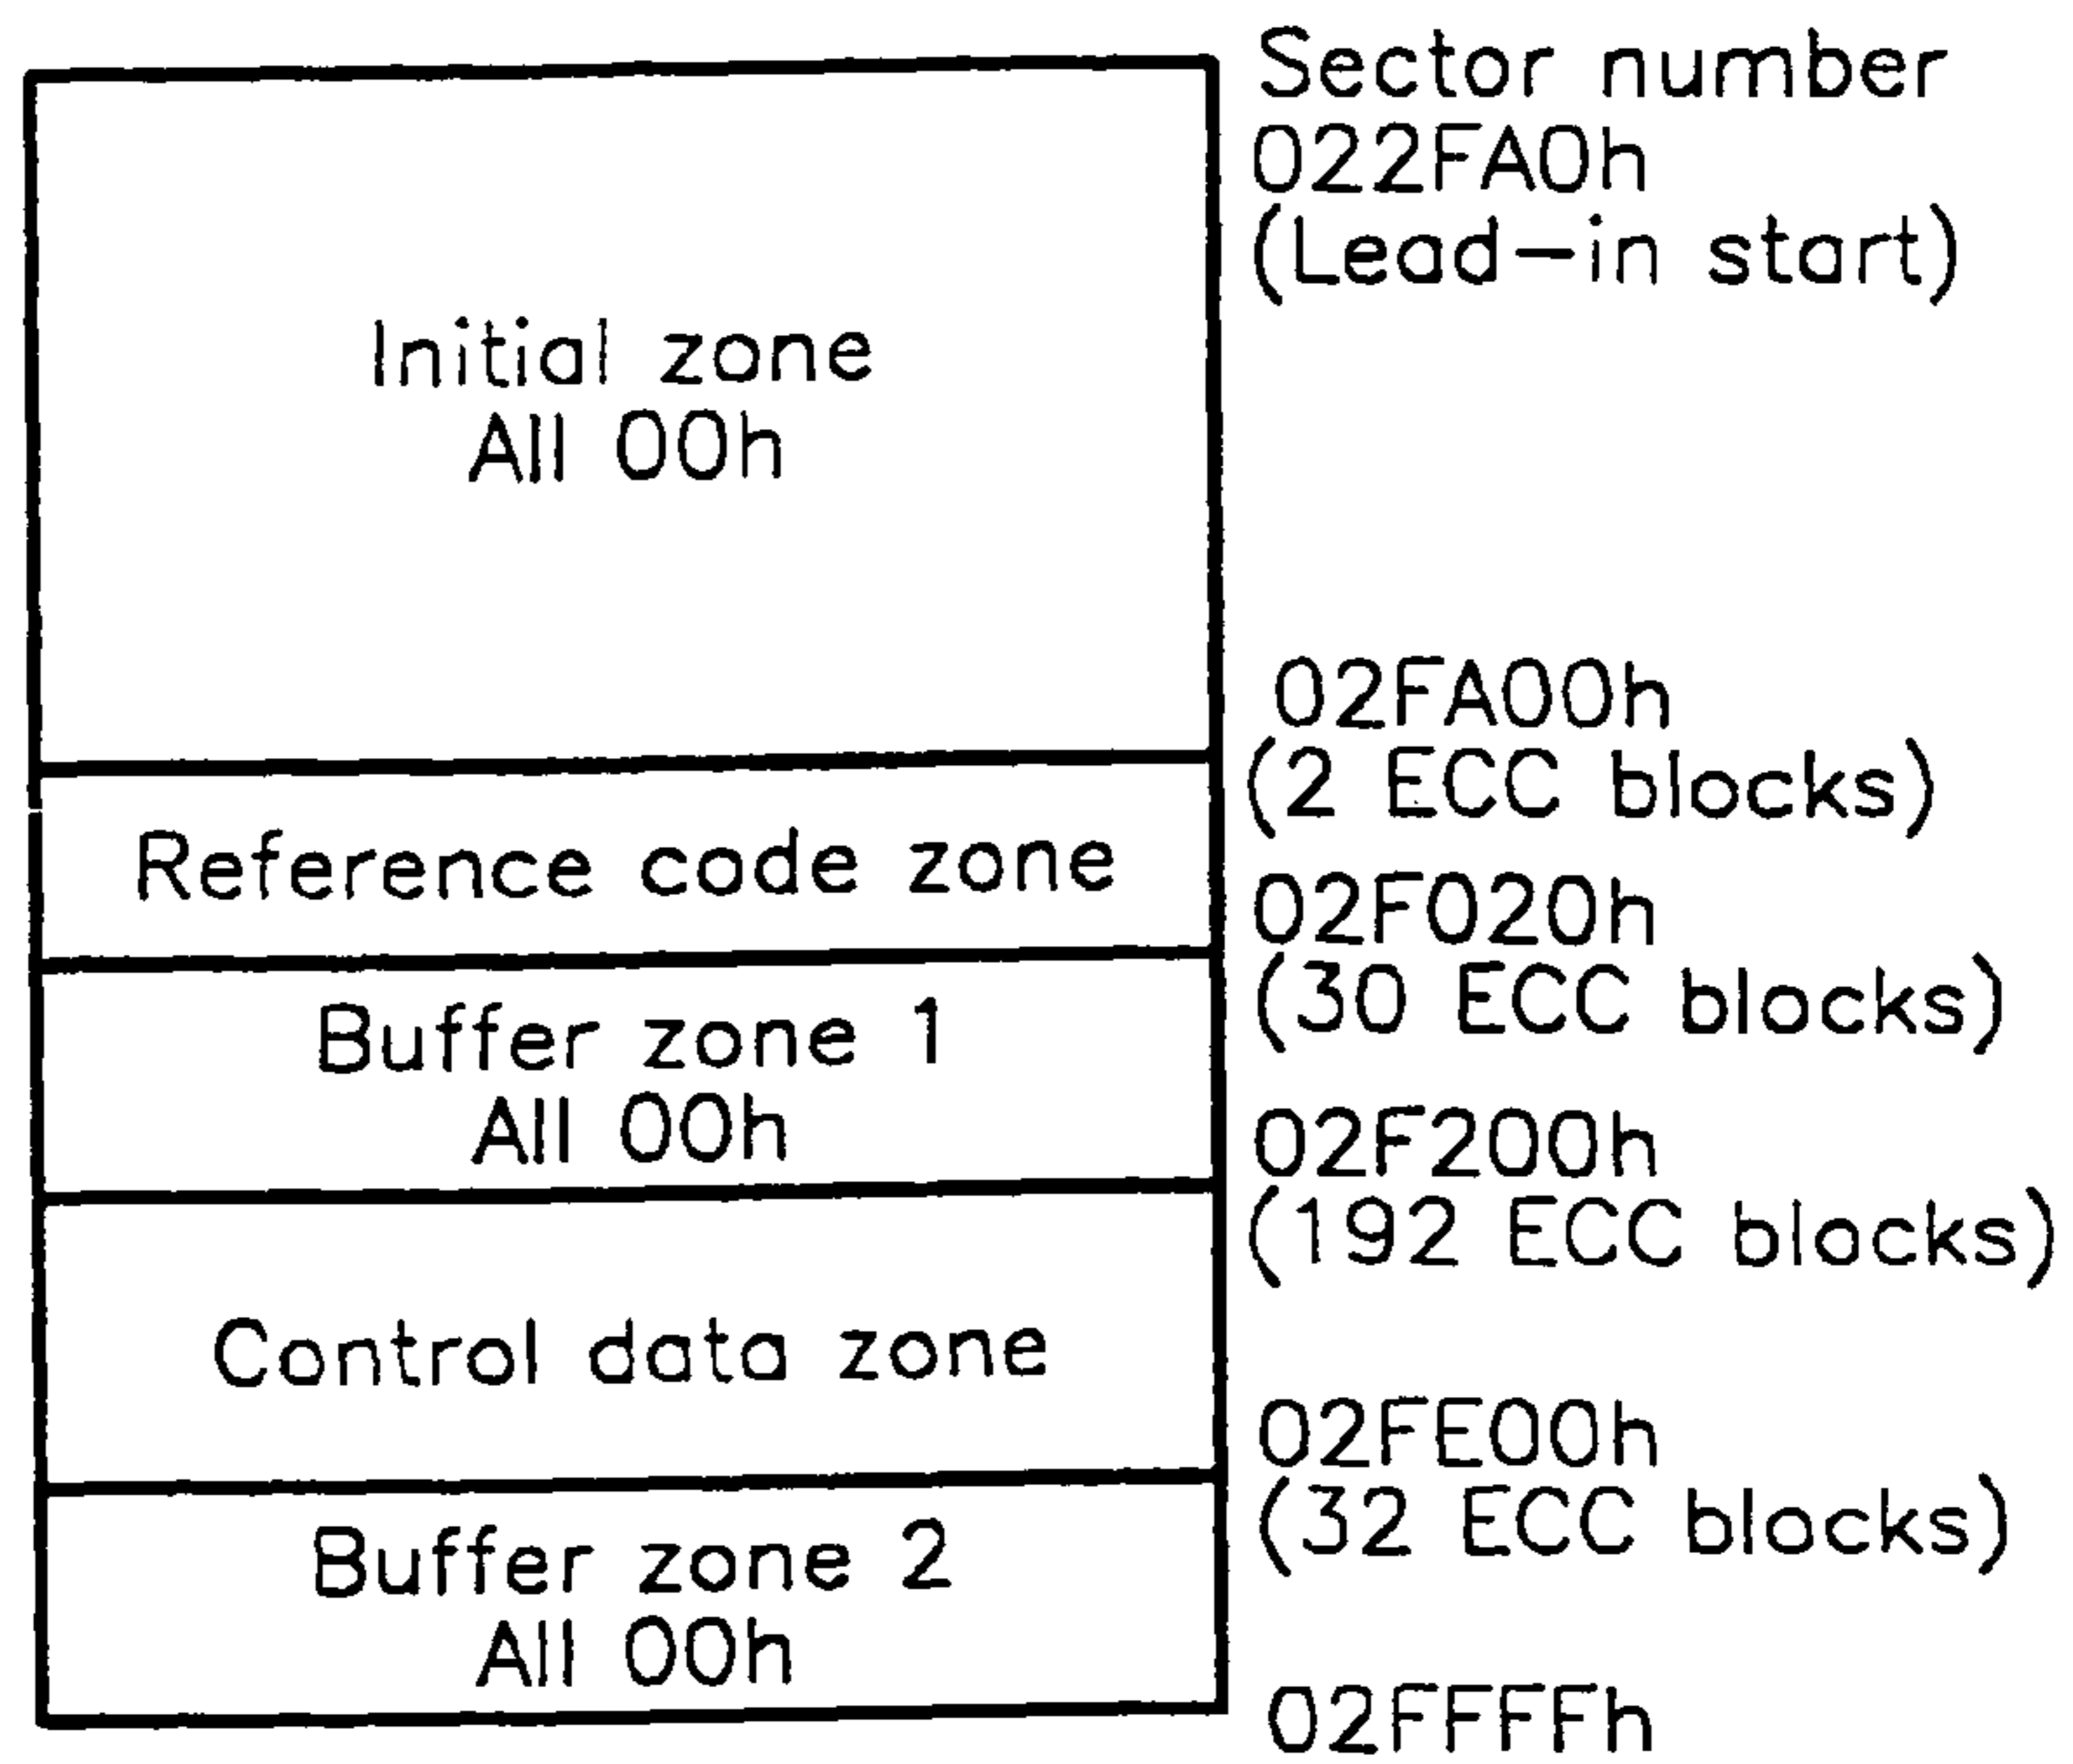 Sector number
022FA0h
(Lead-in start)
Initial zone
All 00h
02FA00h
(2 ECC blocks)
Reference code zone
02F020h
(30 ECC blocks)
Buffer zone 1
All 00h
02F200h
(192 ECC blocks)
Control data zone
02FE00h
(32 ECC blocks)
Buffer zone 2
All 00h
02FFFFh